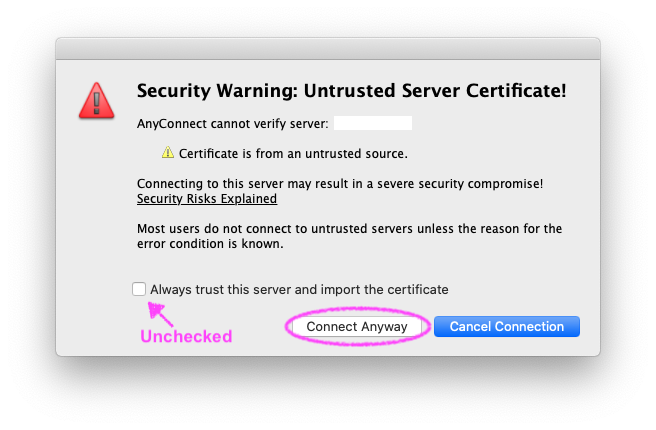 Security Warning: Untrusted Server Certificate!
AnyConnect cannot verify server:
Certificate is from an untrusted source.
Connecting to this server may result in a severe security compromise!
Security Risks Explained
Most users do not connect to untrusted servers unless the reason for the
error condition is known.
Always trust this server and import the certificate
Unchecked
Connect Anyway
Cancel Connection